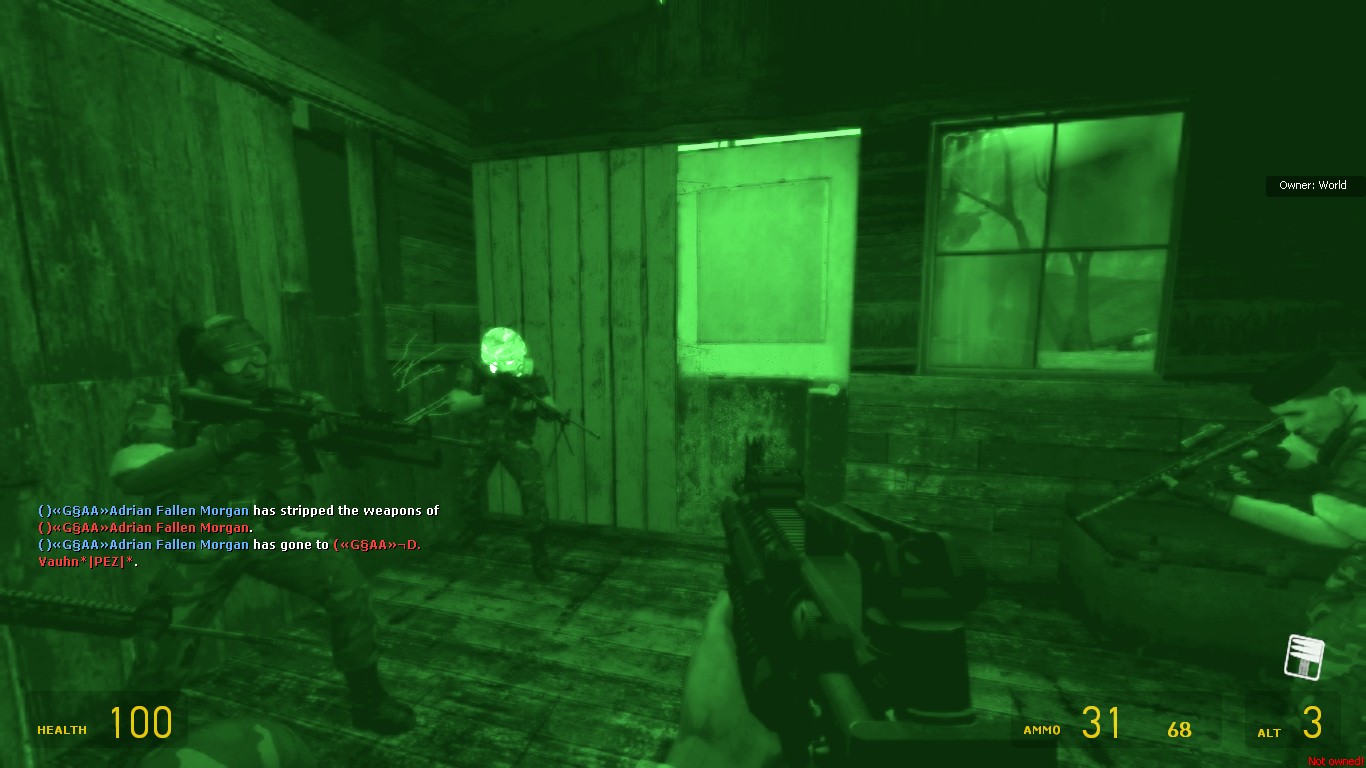 Owner: World
( )«G§AA»Adrian Fallen Morgan has stripped the weapons of
( )«G§AA»Adrian Fallen Morgan.
( )«G§AA»Adrian Fallen Morgan has gone to («G§AA»¬D.
Vauhn*|PEZ|*.
HEALTH 100
AMMO 31 68
ALT 3
Not owned!